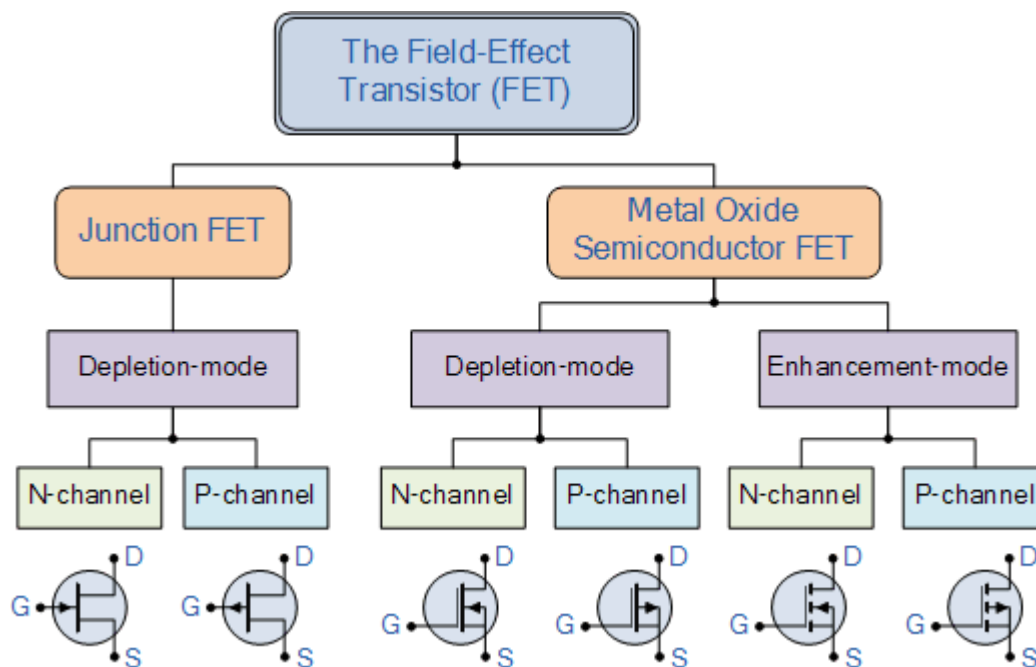 The Field-Effect
Transistor (FET)
Junction FET
Metal Oxide
Semiconductor FET
Depletion-mode
Depletion-mode
Enhancement-mode
N-channel
P-channel
N-channel
P-channel
N-channel
P-channel
D
D
D
D
D
D
G
G
G
G
G
G
S
S
S
S
S
S